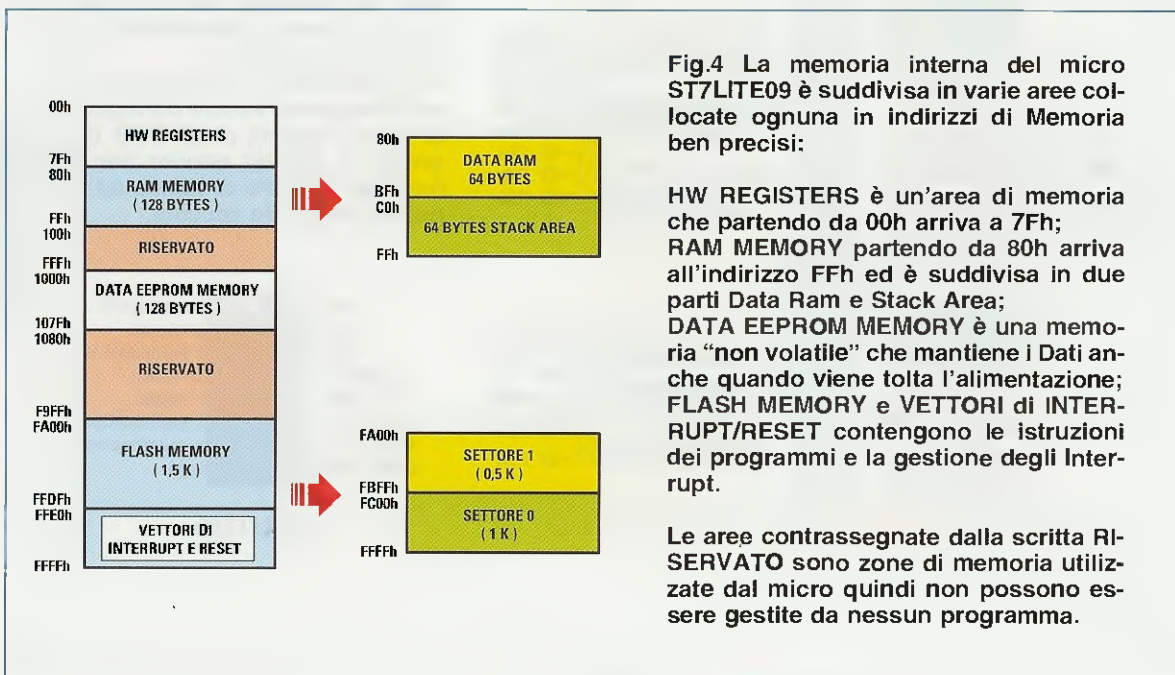 00h
HW REGISTERS
7Fh
80h
RAM MEMORY
( 128 BYTES )
FFh
100h
RISERVATO
FFFh
1000h
DATA EEPROM MEMORY
( 128 BYTES )
107Fh
1080h
RISERVATO
F9FFh
FA00h
FLASH MEMORY
( 1,5 K )
FFDFh
FFE0h
VETTORI DI
INTERRUPT E RESET
FFFFh
80h
DATA RAM
64 BYTES
BFh
C0h
64 BYTES STACK AREA
FFh
FA00h
SETTORE 1
( 0,5 K )
FBFFh
FC00h
SETTORE 0
( 1 K )
FFFFh
Fig.4 La memoria interna del micro
ST7LITE09 è suddivisa in varie aree col-
locate ognuna in indirizzi di Memoria
ben precisi:
HW REGISTERS è un'area di memoria
che partendo da 00h arriva a 7Fh;
RAM MEMORY partendo da 80h arriva
all'indirizzo FFh ed è suddivisa in due
parti Data Ram e Stack Area;
DATA EEPROM MEMORY è una memo-
ria "non volatile" che mantiene i Dati an-
che quando viene tolta l'alimentazione;
FLASH MEMORY e VETTORI di INTER-
RUPT/RESET contengono le istruzioni
dei programmi e la gestione degli Inter-
rupt.
Le aree contrassegnate dalla scritta RI-
SERVATO sono zone di memoria utiliz-
zate dal micro quindi non possono es-
sere gestite da nessun programma.